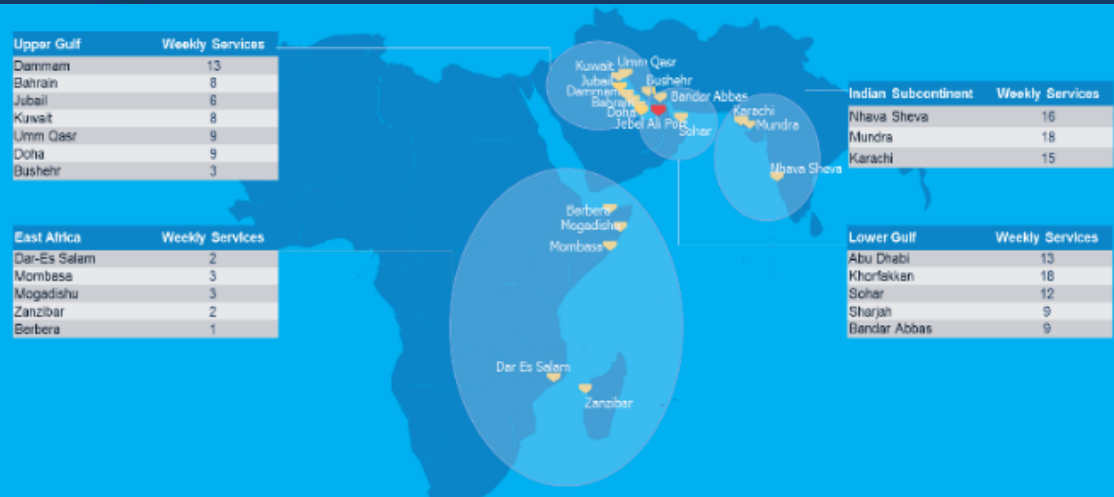 Upper Gulf Weekly Services
Dammam 13
Bahrain 8
Jubail 6
Kuwait 8
Umm Qasr 9
Doha 9
Bushehr 3
East Africa Weekly Services
Dar-Es Salam 2
Mombasa 3
Mogadishu 3
Zanzibar 2
Berbera 1
Kuwait Umm Qasr
Jubail Bushehr
Dammam Bandar Abbas
Bahrain
Doha
Jebel Ali Port Sohar
Karachi
Mundra
Nhava Sheva
Berbera
Mogadishu
Mombasa
Dar Es Salam
Zanzibar
Indian Subcontinent Weekly Services
Nhava Sheva 16
Mundra 18
Karachi 15
Lower Gulf Weekly Services
Abu Dhabi 13
Khorfakkan 18
Sohar 12
Sharjah 9
Bandar Abbas 9